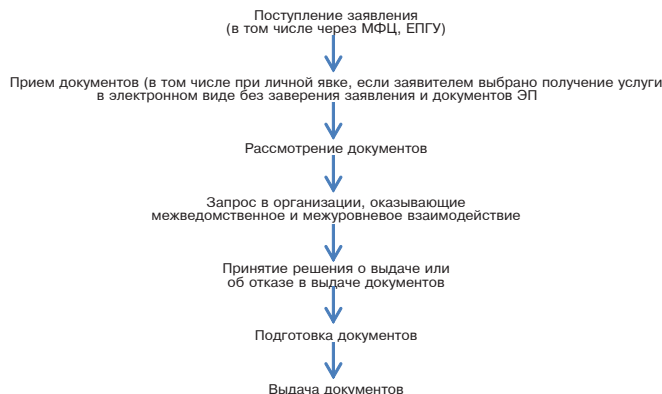 Поступление заявления
(в том числе через МФЦ, ЕПГУ)
Прием документов (в том числе при личной явке, если заявителем выбрано получение услуги
в электронном виде без заверения заявления и документов ЭП
Рассмотрение документов
Запрос в организации, оказывающие
межведомственное и межуровневое взаимодействие
Принятие решения о выдаче или
об отказе в выдаче документов
Подготовка документов
Выдача документов